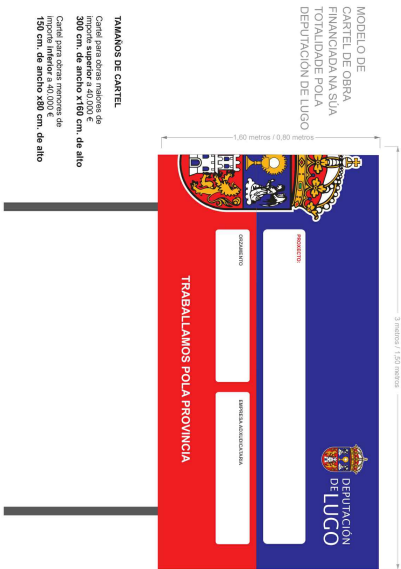 MODELO DE
CARTEL DE OBRA
FINANCIADA NA SÚA
TOTALIDADE POLA
DEPUTACIÓN DE LUGO
3 metros / 1,50 metros
1,60 metros / 0,80 metros
DEPUTACIÓN
DE LUGO
PROXECTO:
ORZAMENTO
EMPRESA ADXUDICATARIA
TRABALLAMOS POLA PROVINCIA
TAMAÑOS DE CARTEL
Cartel para obras maiores de
importe superior a 40.000 €
300 cm. de ancho x160 cm. de alto
Cartel para obras menores de
importe inferior a 40.000 €
150 cm. de ancho x80 cm. de alto